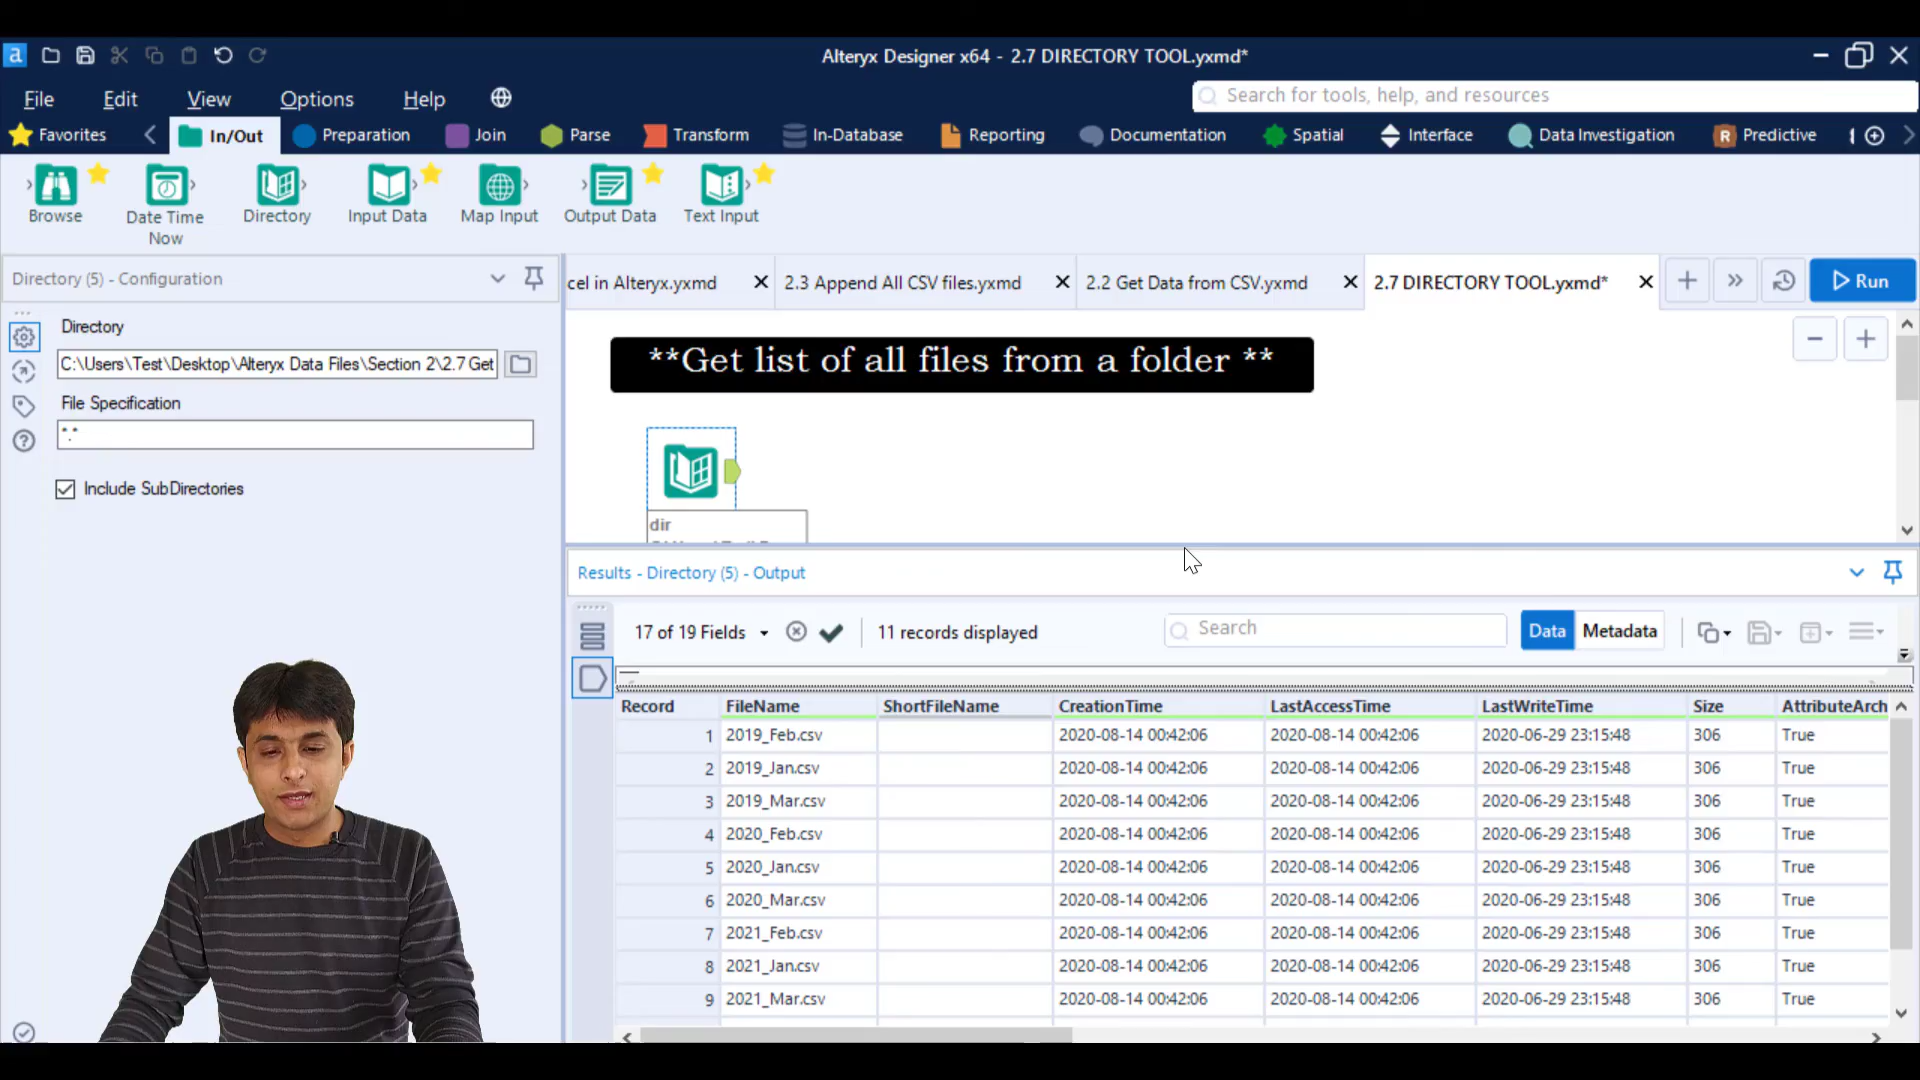 Alteryx Designer x64 - 2.7 DIRECTORY TOOL.yxmd*
File Edit View Options Help
Search for tools, help, and resources
Favorites In/Out Preparation Join Parse Transform In-Database Reporting Documentation Spatial Interface Data Investigation Predictive
Browse Date Time Now Directory Input Data Map Input Output Data Text Input
Directory (5) - Configuration
cel in Alteryx.yxmd 2.3 Append All CSV files.yxmd 2.2 Get Data from CSV.yxmd 2.7 DIRECTORY TOOL.yxmd* Run
Directory
C:\Users\Test\Desktop\Alteryx Data Files\Section 2\2.7 Get
File Specification
*.*
Include SubDirectories
**Get list of all files from a folder **
dir
Results - Directory (5) - Output
17 of 19 Fields 11 records displayed Search Data Metadata
Record FileName ShortFileName CreationTime LastAccessTime LastWriteTime Size AttributeArch
1 2019_Feb.csv 2020-08-14 00:42:06 2020-08-14 00:42:06 2020-06-29 23:15:48 306 True
2 2019_Jan.csv 2020-08-14 00:42:06 2020-08-14 00:42:06 2020-06-29 23:15:48 306 True
3 2019_Mar.csv 2020-08-14 00:42:06 2020-08-14 00:42:06 2020-06-29 23:15:48 306 True
4 2020_Feb.csv 2020-08-14 00:42:06 2020-08-14 00:42:06 2020-06-29 23:15:48 306 True
5 2020_Jan.csv 2020-08-14 00:42:06 2020-08-14 00:42:06 2020-06-29 23:15:48 306 True
6 2020_Mar.csv 2020-08-14 00:42:06 2020-08-14 00:42:06 2020-06-29 23:15:48 306 True
7 2021_Feb.csv 2020-08-14 00:42:06 2020-08-14 00:42:06 2020-06-29 23:15:48 306 True
8 2021_Jan.csv 2020-08-14 00:42:06 2020-08-14 00:42:06 2020-06-29 23:15:48 306 True
9 2021_Mar.csv 2020-08-14 00:42:06 2020-08-14 00:42:06 2020-06-29 23:15:48 306 True